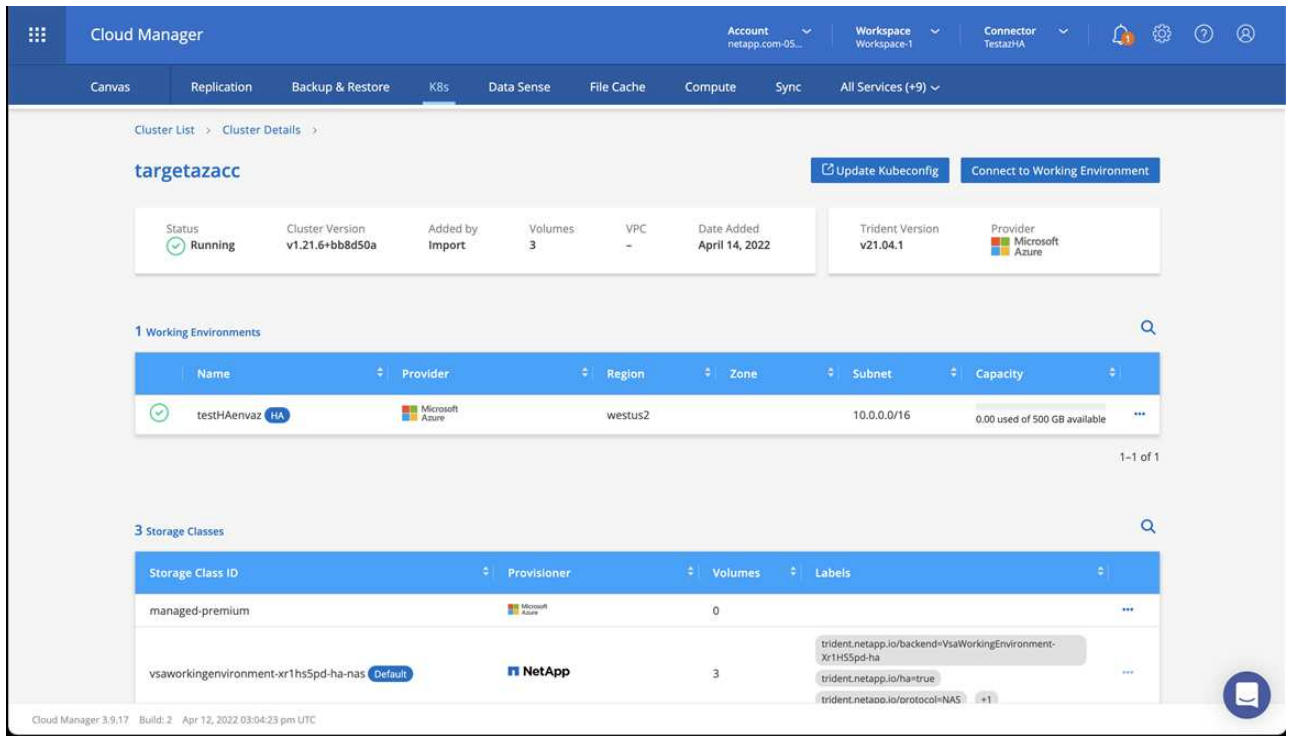 Cloud Manager
Account
netapp.com-05...
Workspace
Workspace-1
Connector
TestazHA
1
Canvas Replication Backup & Restore K8s Data Sense File Cache Compute Sync All Services (+9)
Cluster List > Cluster Details >
targetazacc
Update Kubeconfig Connect to Working Environment
Status Cluster Version Added by Volumes VPC Date Added Trident Version Provider
Running v1.21.6+bb8d50a Import 3 – April 14, 2022 v21.04.1 Microsoft Azure
1 Working Environments
Name Provider Region Zone Subnet Capacity
testHAenvaz HA Microsoft Azure westus2 10.0.0.0/16 0.00 used of 500 GB available
1–1 of 1
3 Storage Classes
Storage Class ID Provisioner Volumes Labels
managed-premium Microsoft Azure 0
trident.netapp.io/backend=VsaWorkingEnvironment-
Xr1HS5pd-ha
vsaworkingenvironment-xr1hs5pd-ha-nas Default NetApp 3 trident.netapp.io/ha=true
trident.netapp.io/protocol=NAS +1
Cloud Manager 3.9.17 Build: 2 Apr 12, 2022 03:04:23 pm UTC